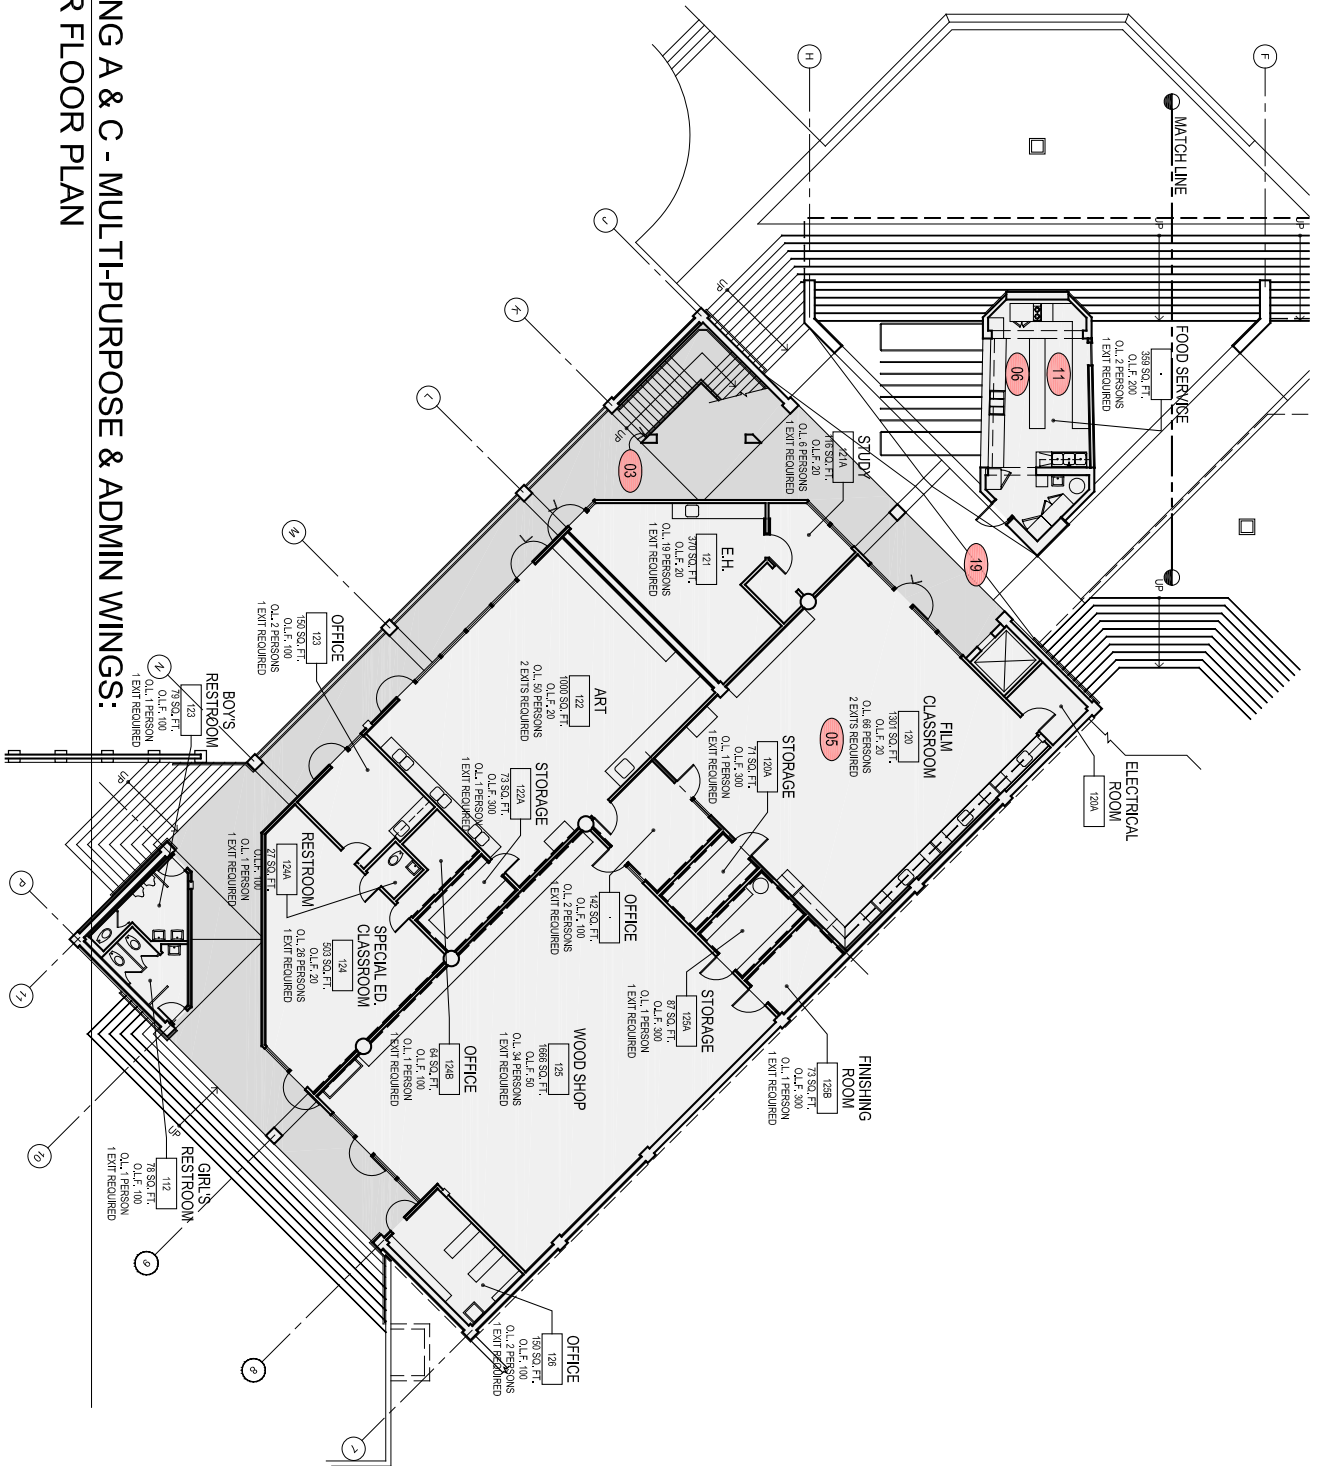 NG A & C - MULTI-PURPOSE & ADMIN WINGS:
R FLOOR PLAN
F
H
J
K
L
M
N
P
11
10
9
8
7
MATCH LINE
UP
UP
UP
UP
UP
UP
UP
FOOD SERVICE
359 SQ. FT.
O.L.F. 200
O.L. 2 PERSONS
1 EXIT REQUIRED
11
06
03
19
05
STUDY
121A
116 SQ. FT.
O.L.F. 20
O.L. 6 PERSONS
1 EXIT REQUIRED
E.H.
121
370 SQ. FT.
O.L.F. 20
O.L. 19 PERSONS
1 EXIT REQUIRED
FILM
CLASSROOM
120
1301 SQ. FT.
O.L.F. 20
O.L. 66 PERSONS
2 EXITS REQUIRED
ELECTRICAL
ROOM
120A
ART
122
1000 SQ. FT.
O.L.F. 20
O.L. 50 PERSONS
2 EXITS REQUIRED
STORAGE
120A
71 SQ. FT.
O.L.F. 300
O.L. 1 PERSON
1 EXIT REQUIRED
STORAGE
122A
73 SQ. FT.
O.L.F. 300
O.L. 1 PERSON
1 EXIT REQUIRED
OFFICE
123
150 SQ. FT.
O.L.F. 100
O.L. 2 PERSONS
1 EXIT REQUIRED
BOY'S
RESTROOM
123
79 SQ. FT.
O.L.F. 100
O.L. 1 PERSON
1 EXIT REQUIRED
RESTROOM
124A
27 SQ. FT.
O.L.F. 100
O.L. 1 PERSON
1 EXIT REQUIRED
OFFICE
142 SQ. FT.
O.L.F. 100
O.L. 2 PERSONS
1 EXIT REQUIRED
SPECIAL ED.
CLASSROOM
124
503 SQ. FT.
O.L.F. 20
O.L. 26 PERSONS
1 EXIT REQUIRED
STORAGE
125A
87 SQ. FT.
O.L.F. 300
O.L. 1 PERSON
1 EXIT REQUIRED
WOOD SHOP
125
1666 SQ. FT.
O.L.F. 50
O.L. 34 PERSONS
1 EXIT REQUIRED
OFFICE
124B
64 SQ. FT.
O.L.F. 100
O.L. 1 PERSON
1 EXIT REQUIRED
FINISHING
ROOM
125B
73 SQ. FT.
O.L.F. 300
O.L. 1 PERSON
1 EXIT REQUIRED
GIRL'S
RESTROOM
112
78 SQ. FT.
O.L.F. 100
O.L. 1 PERSON
1 EXIT REQUIRED
OFFICE
126
150 SQ. FT.
O.L.F. 100
O.L. 2 PERSONS
1 EXIT REQUIRED